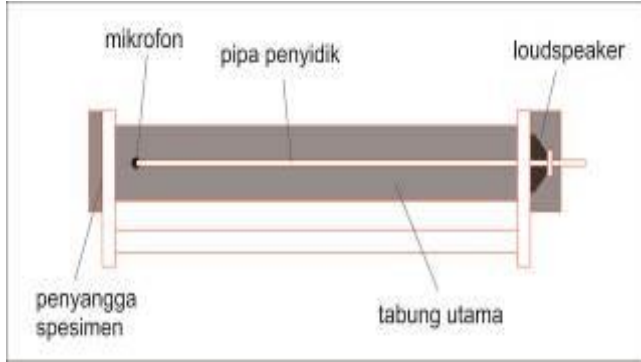 mikrofon
pipa penyidik
loudspeaker
penyangga
spesimen
tabung utama